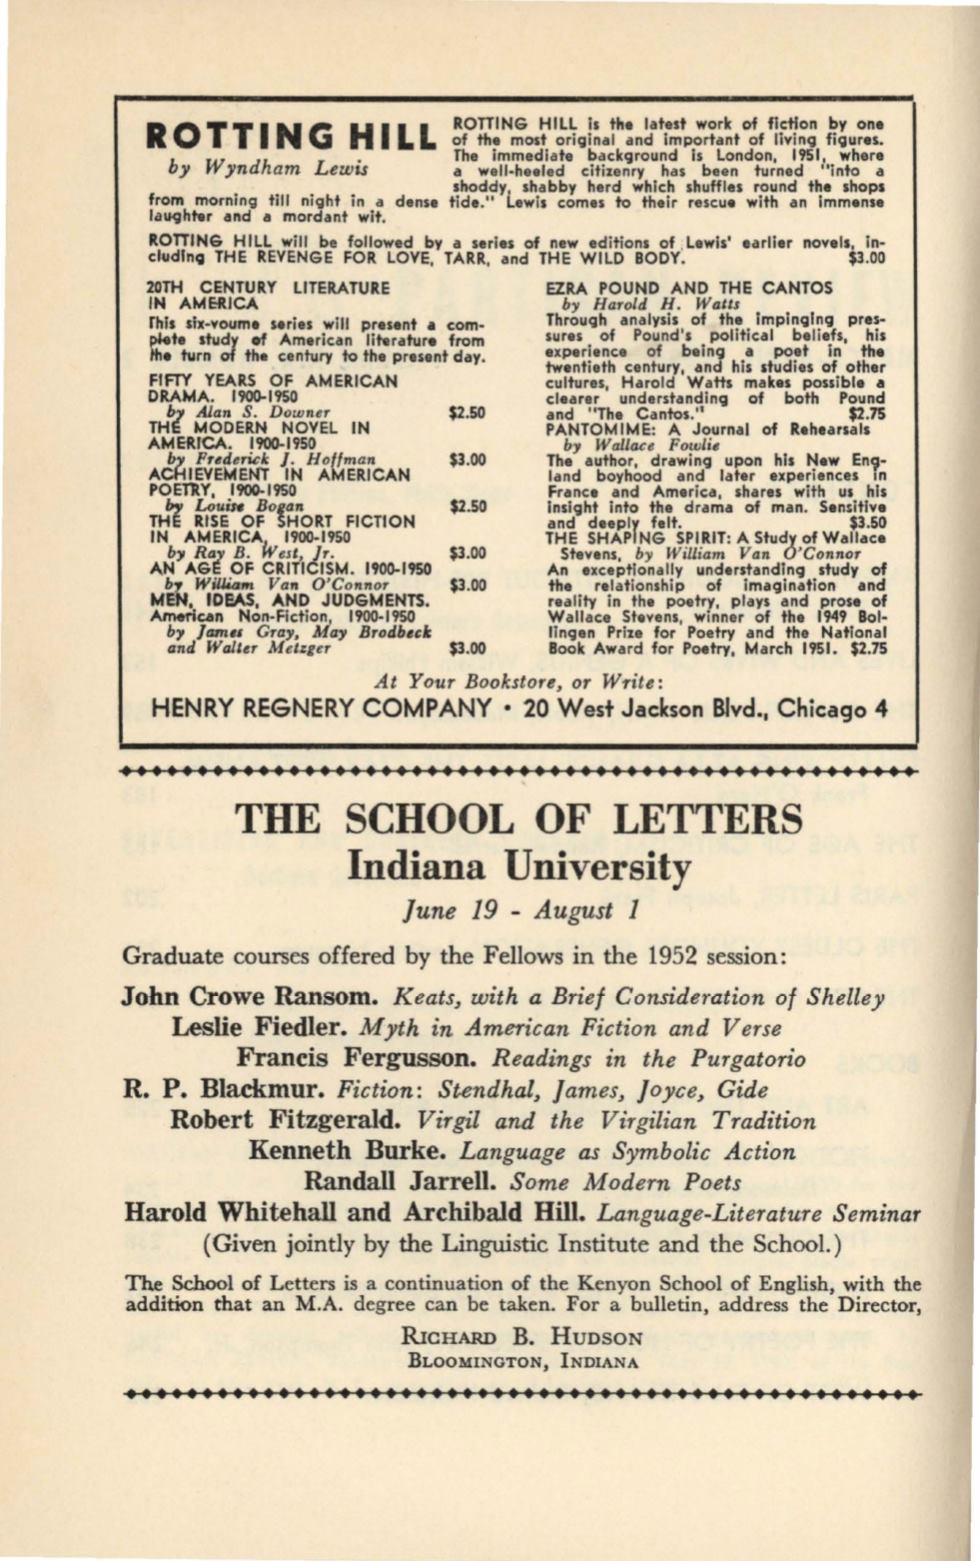 ROTTING HILL
by Wyndham Lewis
ROTTING HILL is the latest work of fiction by one
of the most original and important of living figures.
The immediate background is London, 1951, where
a well-heeled citizenry has been turned "into a
shoddy, shabby herd which shuffles round the shops
from morning till night in a dense tide." Lewis comes to their rescue with an immense
laughter and a mordant wit.
ROTTING HILL will be followed by a series of new editions of Lewis' earlier novels, in-
cluding THE REVENGE FOR LOVE, TARR, and THE WILD BODY. $3.00
20TH CENTURY LITERATURE
IN AMERICA
This six-voume series will present a com-
plete study of American literature from
the turn of the century to the present day.
FIFTY YEARS OF AMERICAN
DRAMA. 1900-1950
by Alan S. Downer $2.50
THE MODERN NOVEL IN
AMERICA. 1900-1950
by Frederick J. Hoffman $3.00
ACHIEVEMENT IN AMERICAN
POETRY, 1900-1950
by Louise Bogan $2.50
THE RISE OF SHORT FICTION
IN AMERICA, 1900-1950
by Ray B. West, Jr. $3.00
AN AGE OF CRITICISM. 1900-1950
by William Van O'Connor $3.00
MEN, IDEAS, AND JUDGMENTS.
American Non-Fiction, 1900-1950
by James Gray, May Brodbeck
and Walter Metzger $3.00
EZRA POUND AND THE CANTOS
by Harold H. Watts
Through analysis of the impinging pres-
sures of Pound's political beliefs, his
experience of being a poet in the
twentieth century, and his studies of other
cultures, Harold Watts makes possible a
clearer understanding of both Pound
and "The Cantos." $2.75
PANTOMIME: A Journal of Rehearsals
by Wallace Fowlie
The author, drawing upon his New Eng-
land boyhood and later experiences in
France and America, shares with us his
insight into the drama of man. Sensitive
and deeply felt. $3.50
THE SHAPING SPIRIT: A Study of Wallace
Stevens, by William Van O'Connor
An exceptionally understanding study of
the relationship of imagination and
reality in the poetry, plays and prose of
Wallace Stevens, winner of the 1949 Bol-
lingen Prize for Poetry and the National
Book Award for Poetry, March 1951. $2.75
At Your Bookstore, or Write:
HENRY REGNERY COMPANY • 20 West Jackson Blvd., Chicago 4
THE SCHOOL OF LETTERS
Indiana University
June 19 - August 1
Graduate courses offered by the Fellows in the 1952 session:
John Crowe Ransom. Keats, with a Brief Consideration of Shelley
Leslie Fiedler. Myth in American Fiction and Verse
Francis Fergusson. Readings in the Purgatorio
R. P. Blackmur. Fiction: Stendhal, James, Joyce, Gide
Robert Fitzgerald. Virgil and the Virgilian Tradition
Kenneth Burke. Language as Symbolic Action
Randall Jarrell. Some Modern Poets
Harold Whitehall and Archibald Hill. Language-Literature Seminar
(Given jointly by the Linguistic Institute and the School.)
The School of Letters is a continuation of the Kenyon School of English, with the
addition that an M.A. degree can be taken. For a bulletin, address the Director,
RICHARD B. HUDSON
BLOOMINGTON, INDIANA